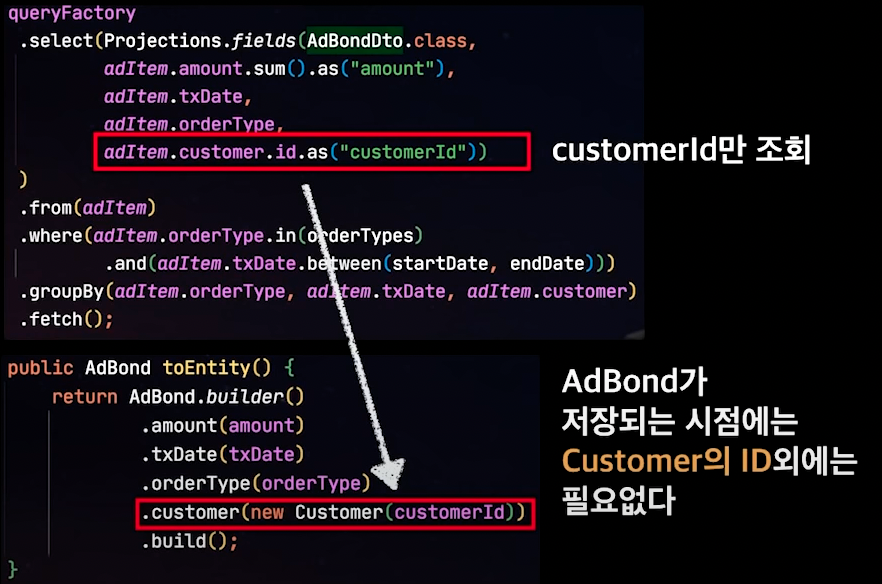 queryFactory
.select(Projections.fields(AdBondDto.class,
adItem.amount.sum().as("amount"),
adItem.txDate,
adItem.orderType,
adItem.customer.id.as("customerId"))
customerId만 조회
)
.from(adItem)
.where(adItem.orderType.in(orderTypes)
.and(adItem.txDate.between(startDate, endDate)))
.groupBy(adItem.orderType, adItem.txDate, adItem.customer)
.fetch();
public AdBond toEntity() {
return AdBond.builder()
.amount(amount)
.txDate(txDate)
.orderType(orderType)
.customer(new Customer(customerId))
.build();
}
AdBond가
저장되는 시점에는
Customer의 ID외에는
필요없다